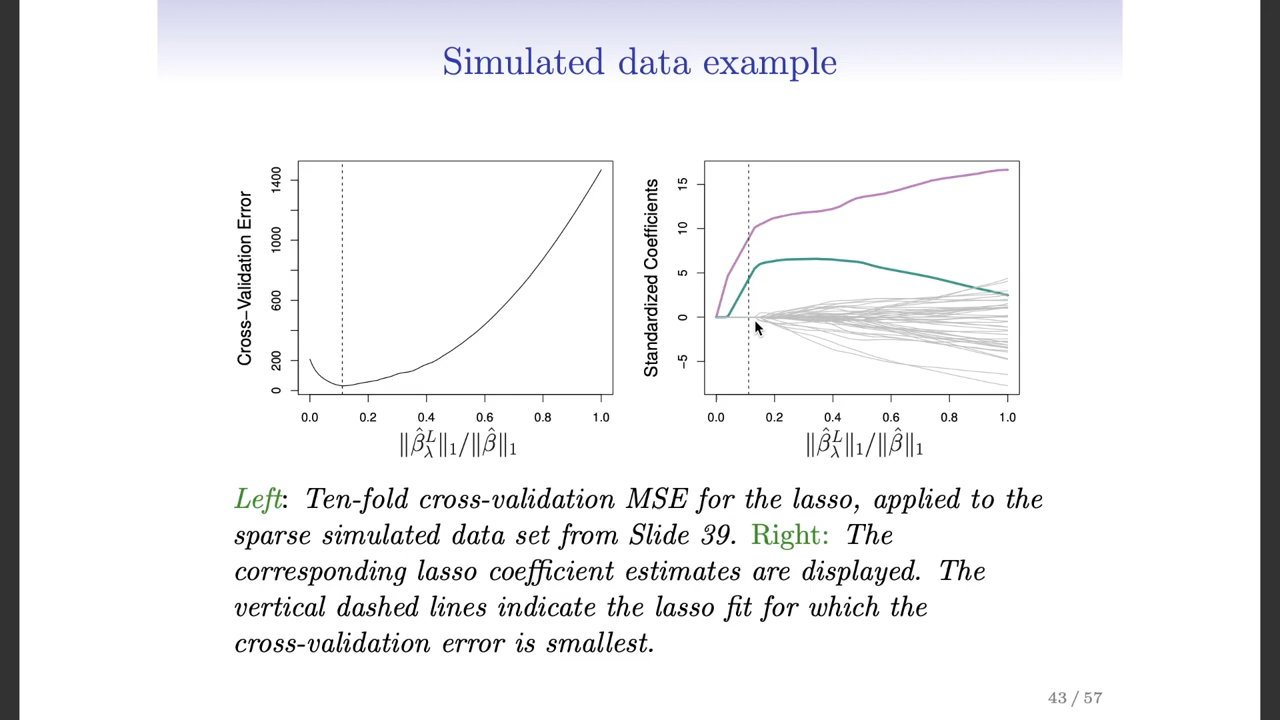 Simulated data example
Cross−Validation Error
0 200 600 1000 1400
0.0 0.2 0.4 0.6 0.8 1.0
‖β̂ᴸ_λ‖₁/‖β̂‖₁
Standardized Coefficients
−5 0 5 10 15
0.0 0.2 0.4 0.6 0.8 1.0
‖β̂ᴸ_λ‖₁/‖β̂‖₁
Left: Ten-fold cross-validation MSE for the lasso, applied to the
sparse simulated data set from Slide 39. Right: The
corresponding lasso coefficient estimates are displayed. The
vertical dashed lines indicate the lasso fit for which the
cross-validation error is smallest.
43 / 57